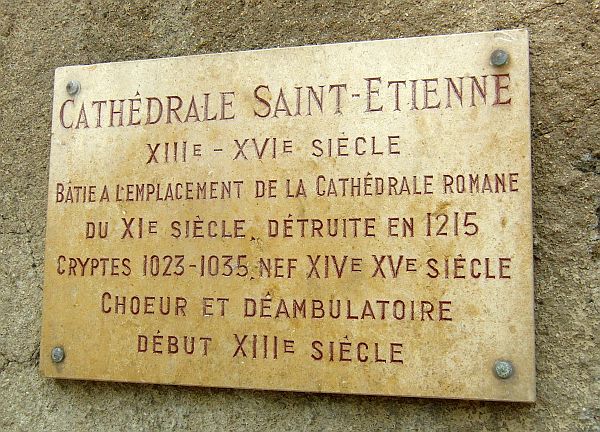 CATHÉDRALE SAINT-ETIENNE
XIIIE - XVIE SIÈCLE
BÂTIE A L'EMPLACEMENT DE LA CATHÉDRALE ROMANE
DU XIE SIÈCLE, DÉTRUITE EN 1215
CRYPTES 1023-1035, NEF XIVE XVE SIÈCLE
CHOEUR ET DÉAMBULATOIRE
DÉBUT XIIIE SIÈCLE